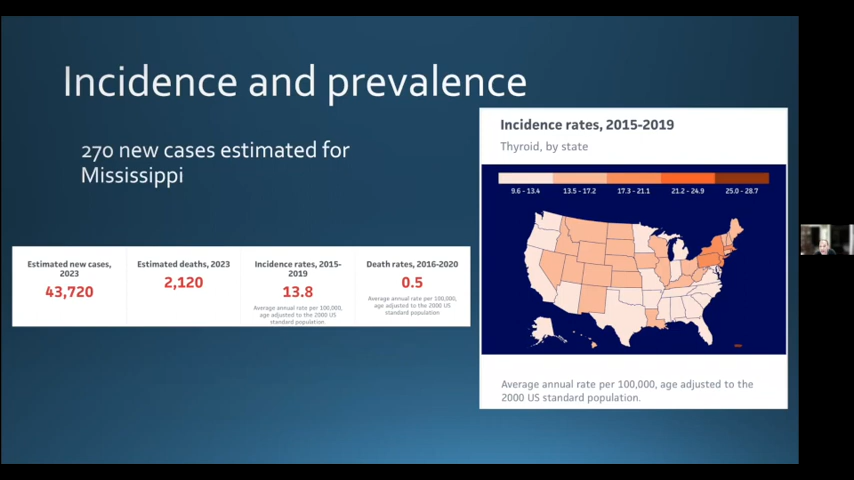 Incidence and prevalence
270 new cases estimated for
Mississippi
Estimated new cases,
2023
43,720
Estimated deaths, 2023
2,120
Incidence rates, 2015-
2019
13.8
Average annual rate per 100,000,
age adjusted to the 2000 US
standard population
Death rates, 2016-2020
0.5
Average annual rate per 100,000,
age adjusted to the 2000 US
standard population
Incidence rates, 2015-2019
Thyroid, by state
9.6 - 13.4
13.5 - 17.2
17.3 - 21.1
21.2 - 24.9
25.0 - 28.7
Average annual rate per 100,000, age adjusted to the
2000 US standard population.